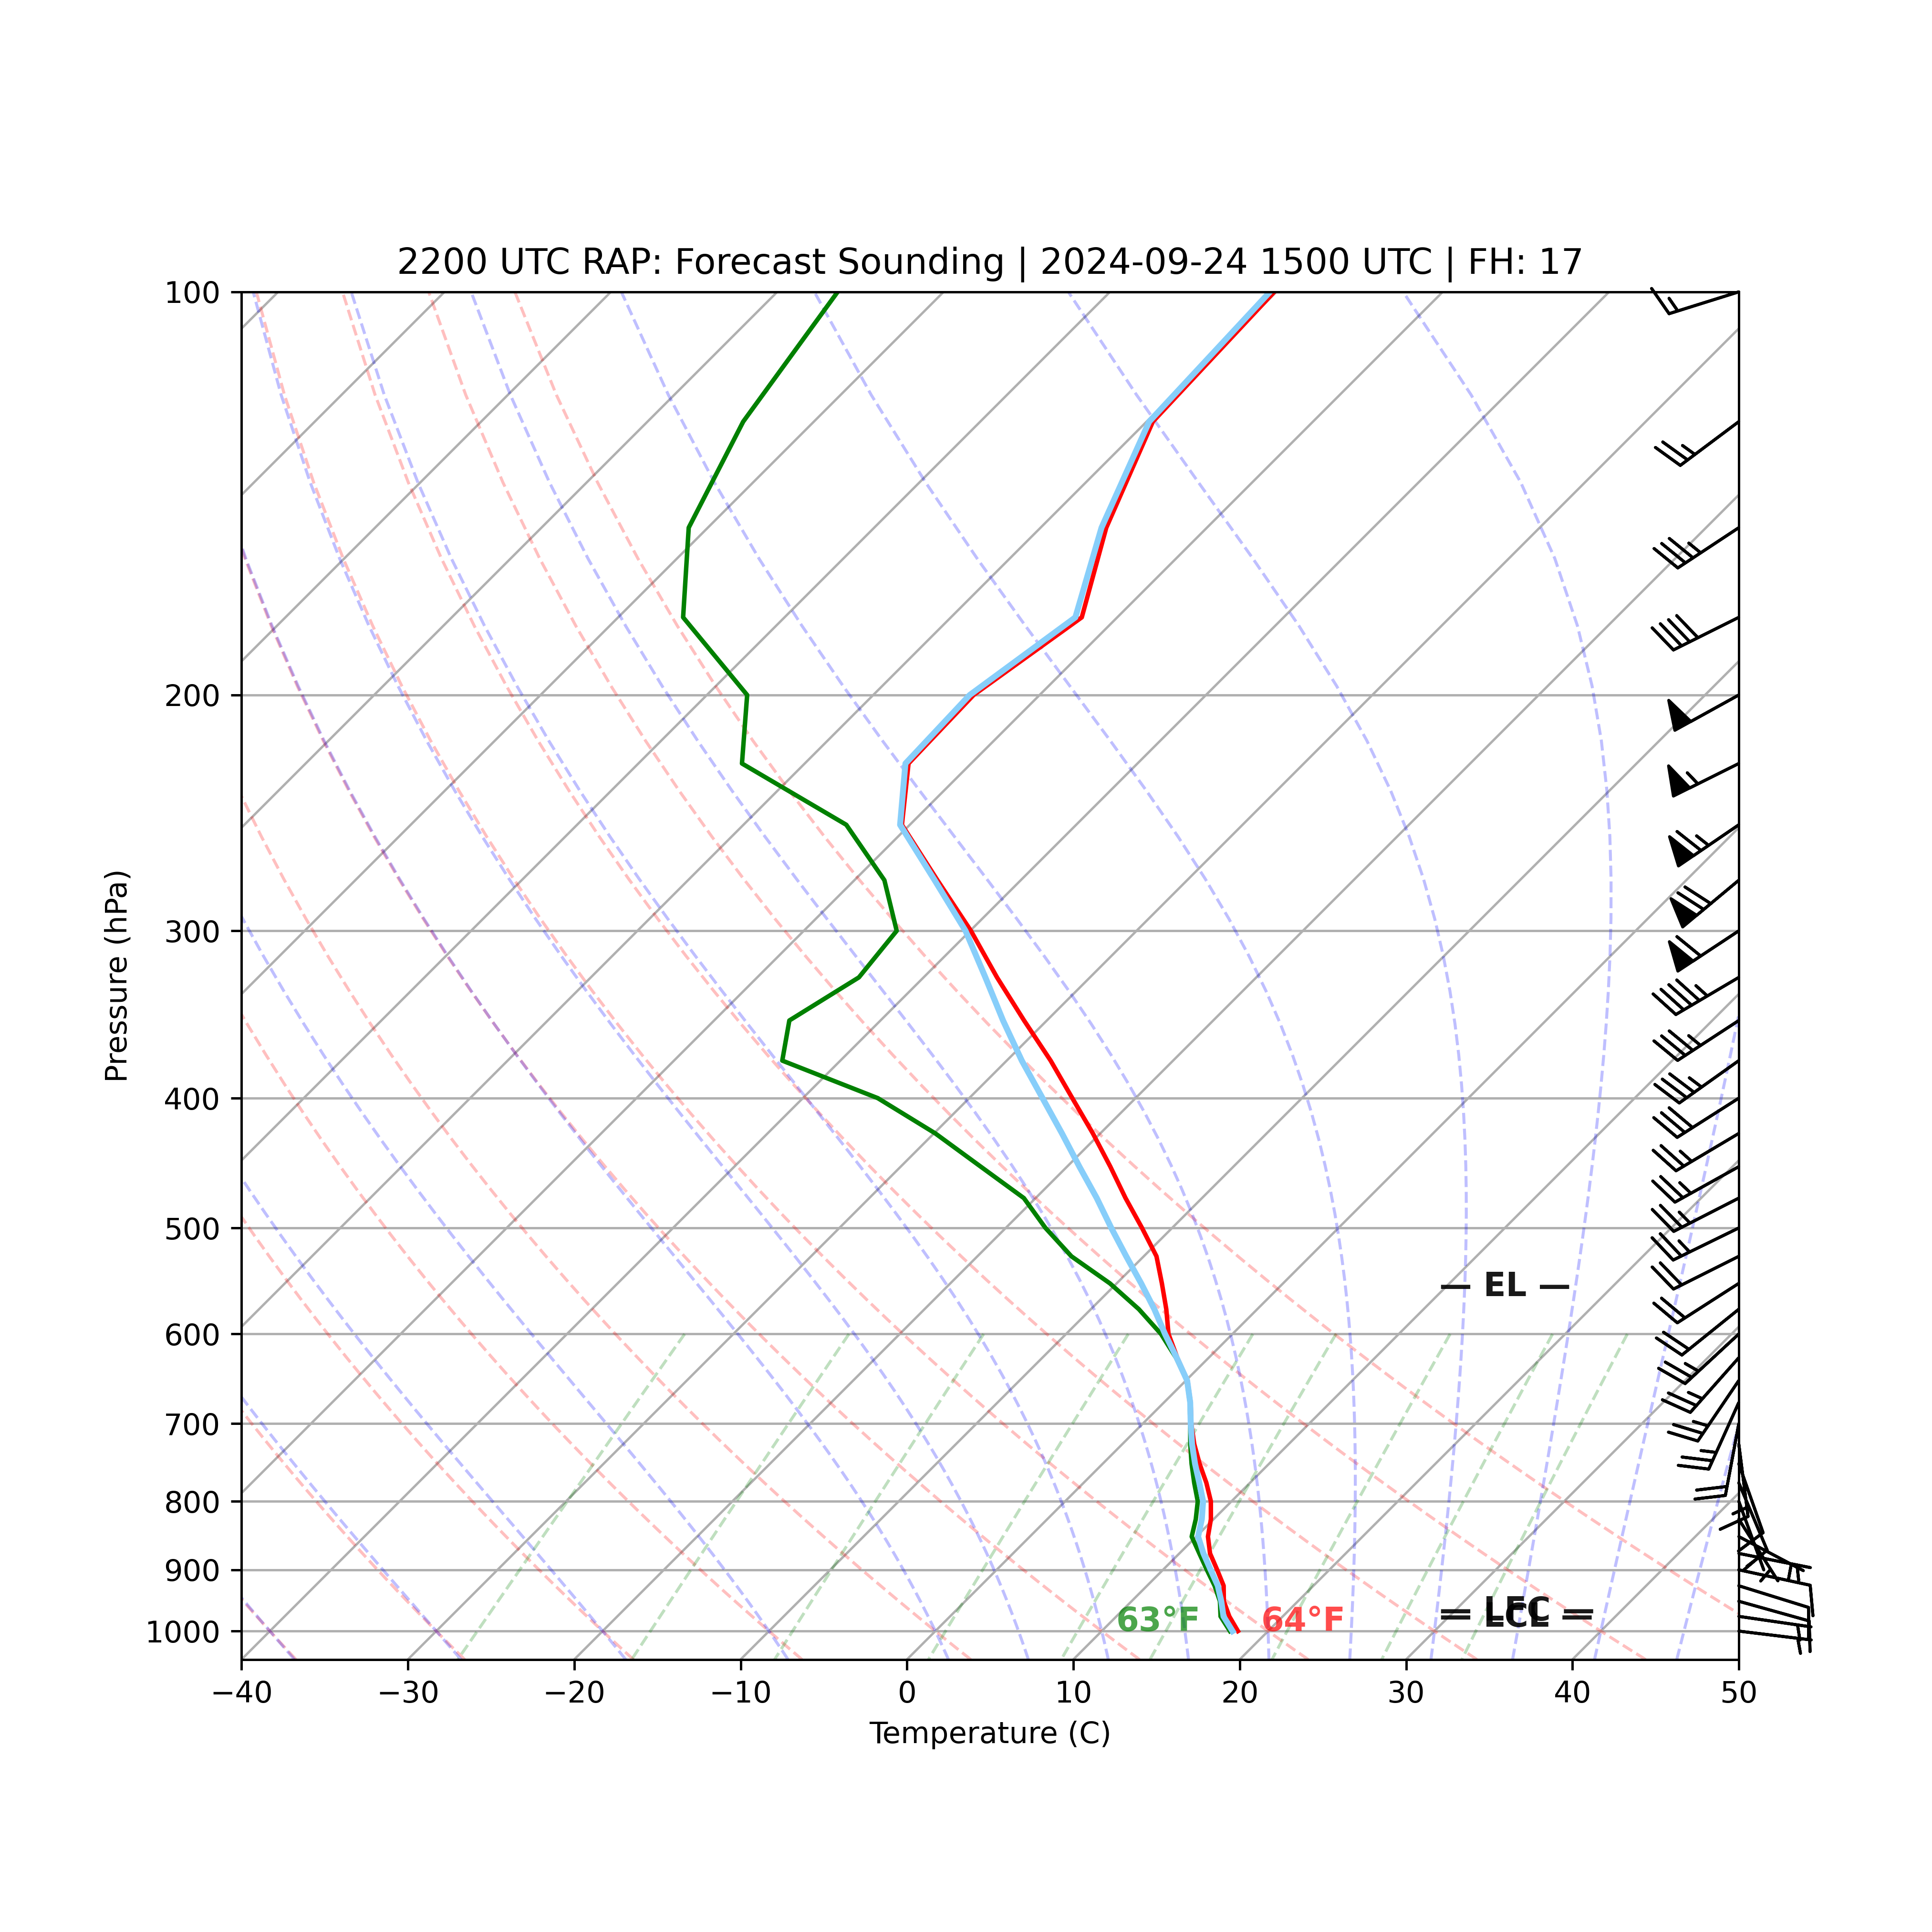 2200 UTC RAP: Forecast Sounding | 2024-09-24 1500 UTC | FH: 17
100
200
300
400
500
600
700
800
900
1000
Pressure (hPa)
— EL —
— LFC —
— LCL —
63°F
64°F
−40
−30
−20
−10
0
10
20
30
40
50
Temperature (C)